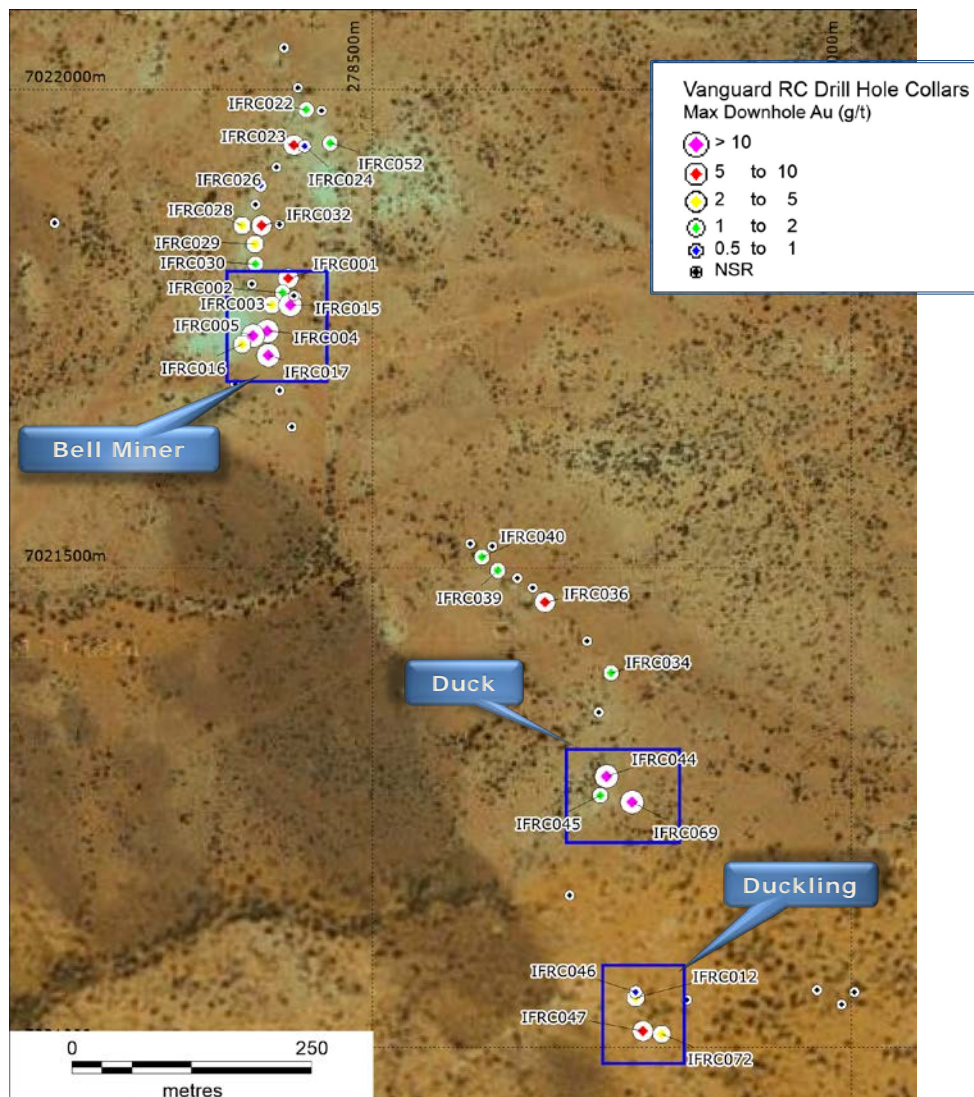 7022000m
278500m
Vanguard RC Drill Hole Collars
Max Downhole Au (g/t)
> 10
5 to 10
2 to 5
1 to 2
0.5 to 1
NSR
IFRC022
IFRC023
IFRC052
IFRC024
IFRC026
IFRC028
IFRC032
IFRC029
IFRC030
IFRC001
IFRC002
IFRC003
IFRC015
IFRC005
IFRC004
IFRC016
IFRC017
Bell Miner
7021500m
IFRC040
IFRC039
IFRC036
IFRC034
Duck
IFRC044
IFRC045
IFRC069
Duckling
IFRC046
IFRC012
IFRC047
IFRC072
0 250
metres